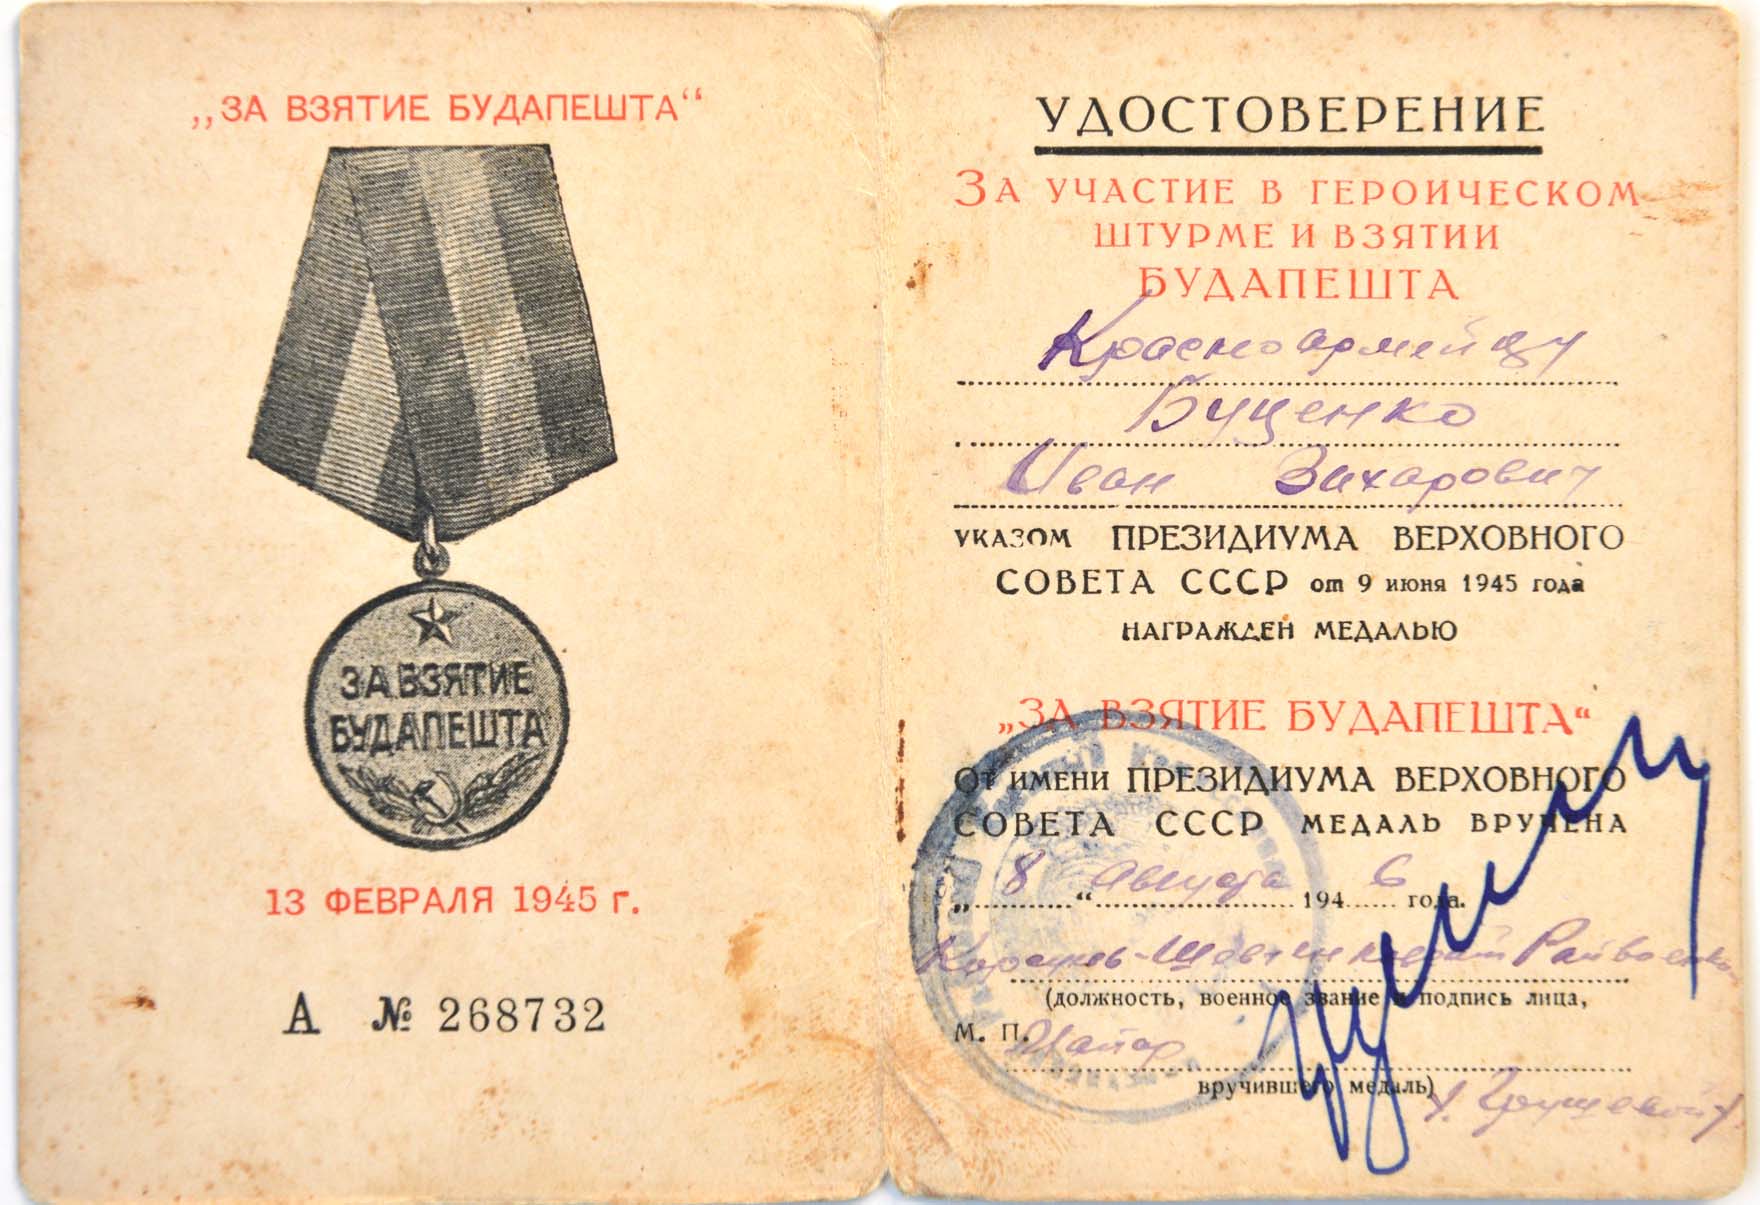 „ЗА ВЗЯТИЕ БУДАПЕШТА“
ЗА ВЗЯТИЕ
БУДАПЕШТА
13 ФЕВРАЛЯ 1945 г.
А № 268732
УДОСТОВЕРЕНИЕ
ЗА УЧАСТИЕ В ГЕРОИЧЕСКОМ
ШТУРМЕ И ВЗЯТИИ
БУДАПЕШТА
Красноармейцу
Буценко
Иван Захарович
УКАЗОМ ПРЕЗИДИУМА ВЕРХОВНОГО
СОВЕТА СССР от 9 июня 1945 года
НАГРАЖДЕН МЕДАЛЬЮ
„ЗА ВЗЯТИЕ БУДАПЕШТА“
ОТ ИМЕНИ ПРЕЗИДИУМА ВЕРХОВНОГО
СОВЕТА СССР МЕДАЛЬ ВРУЧЕНА
„8“ Августа 1946 года.
Корсунь-Шевченковский Райвоенком
(должность, военное звание и подпись лица,
М. П. Майор
вручившего медаль)